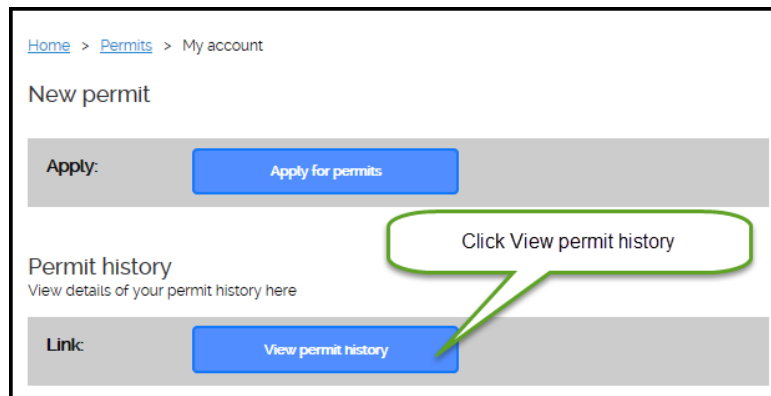 Home > Permits > My account
New permit
Apply:
Apply for permits
Click View permit history
Permit history
View details of your permit history here
Link:
View permit history